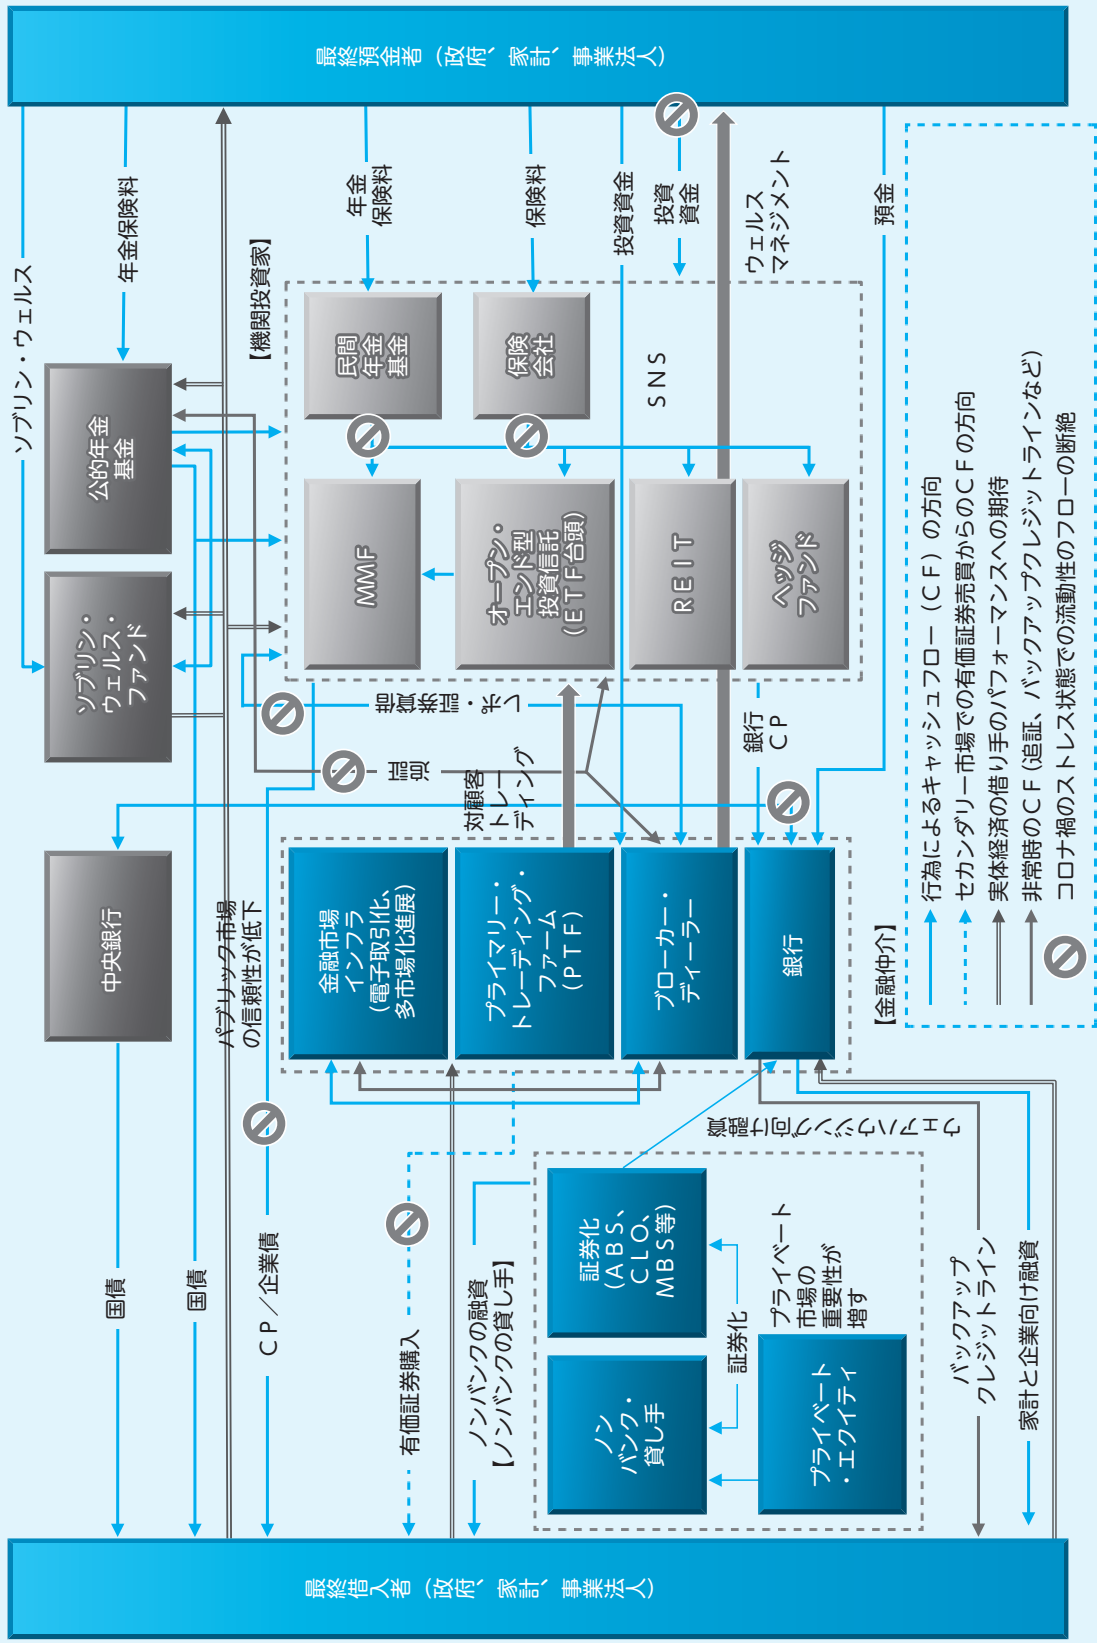 最終預金者（政府、家計、事業法人）
ソブリン・ウェルス
年金保険料
年金
保険料
保険料
投資資金
投資
資金
ウェルス
マネジメント
預金
【機関投資家】
公的年金
基金
ソブリン・
ウェルス・
ファンド
中央銀行
民間
年金
基金
保険
会社
SNS
MMF
オープン・
エンド型
投資信託
（ETF台頭）
REIT
ヘッジ
ファンド
レポ・証券貸借
追証
対顧客
トレー
ディング
銀行
CP
パブリック市場
の信頼性が低下
金融市場
インフラ
（電子取引化、
多市場化進展）
プライマリー・
トレーディング・
ファーム
（PTF）
ブローカー・
ディーラー
銀行
【金融仲介】
国債
国債
CP／企業債
有価証券購入
ノンバンクの融資
【ノンバンクの貸し手】
ウェアハウジング向け融資
証券化
（ABS、
CLO、
MBS等）
ノン
バンク・
貸し手
証券化
プライベート
市場の
重要性が
増す
プライベート
・エクイティ
バックアップ
クレジットライン
家計と企業向け融資
最終借入者（政府、家計、事業法人）
行為によるキャッシュフロー（CF）の方向
セカンダリー市場での有価証券売買からのCFの方向
実体経済の借り手のパフォーマンスへの期待
非常時のCF（追証、バックアップクレジットラインなど）
コロナ禍のストレス状態での流動性のフローの断絶